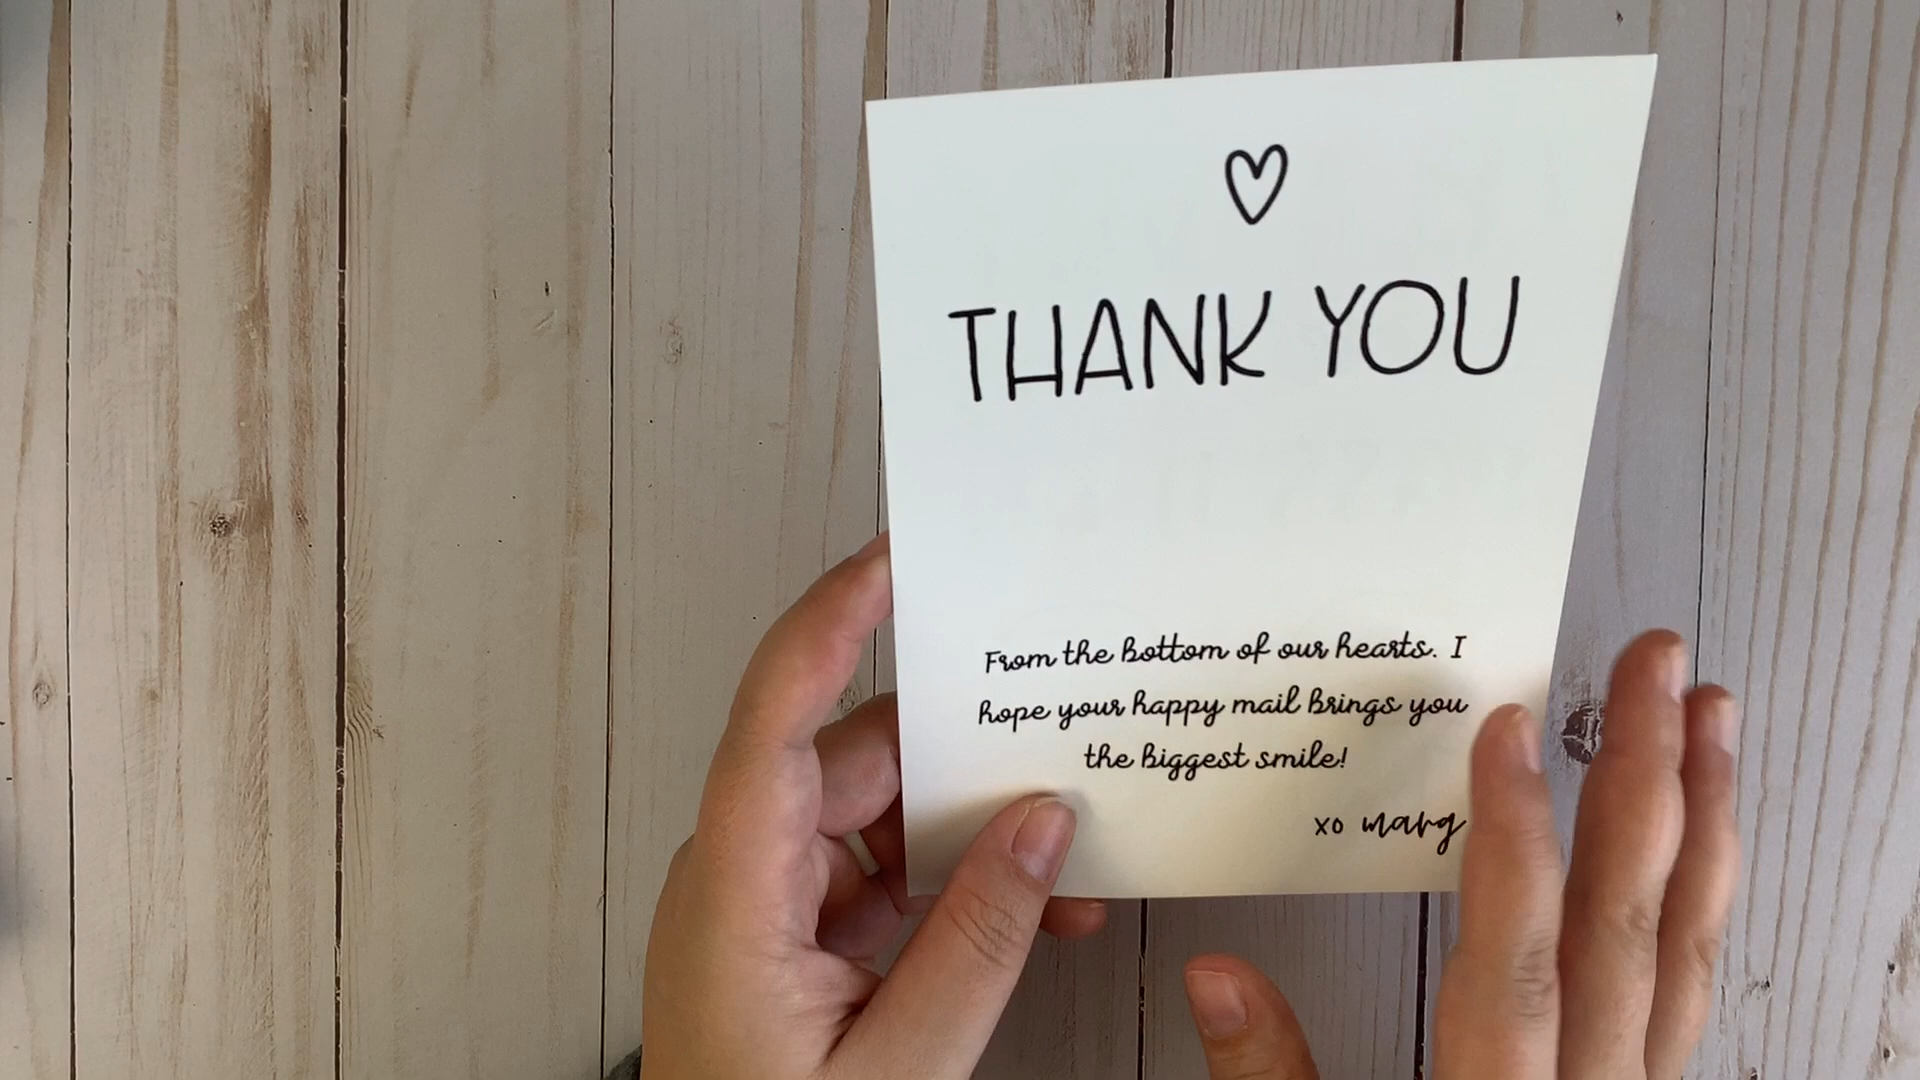 THANK YOU
From the bottom of our hearts. I
hope your happy mail brings you
the biggest smile!
xo marg